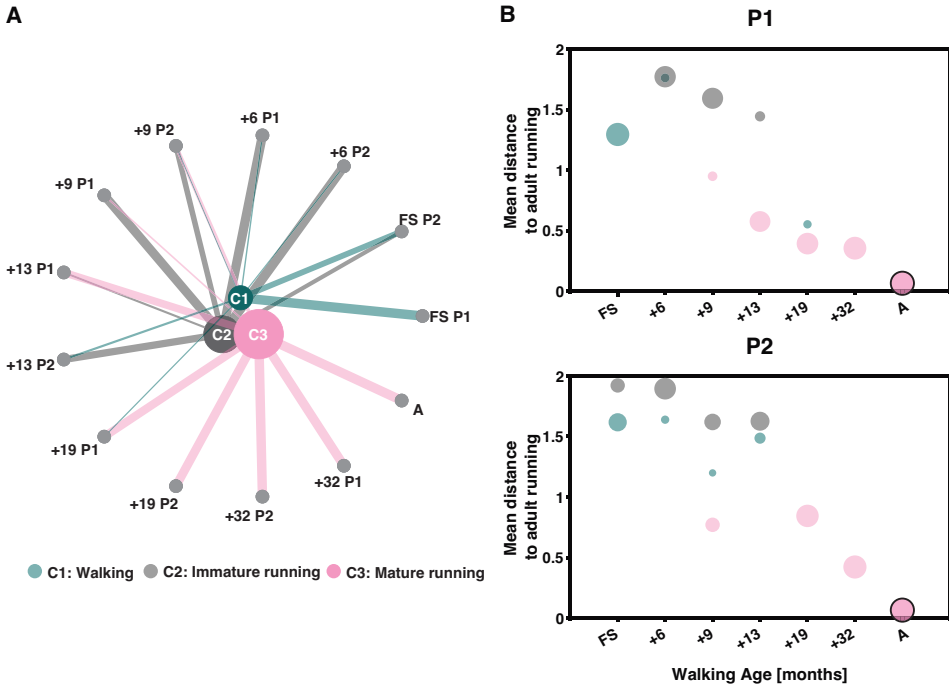 A
+6 P1
+9 P2
+6 P2
+9 P1
FS P2
+13 P1
C1
FS P1
C2
C3
+13 P2
A
+19 P1
+32 P1
+19 P2
+32 P2
C1: Walking
C2: Immature running
C3: Mature running
B
P1
Mean distance
to adult running
2
1.5
1
0.5
0
FS
+6
+9
+13
+19
+32
A
P2
Mean distance
to adult running
2
1.5
1
0.5
0
FS
+6
+9
+13
+19
+32
A
Walking Age [months]